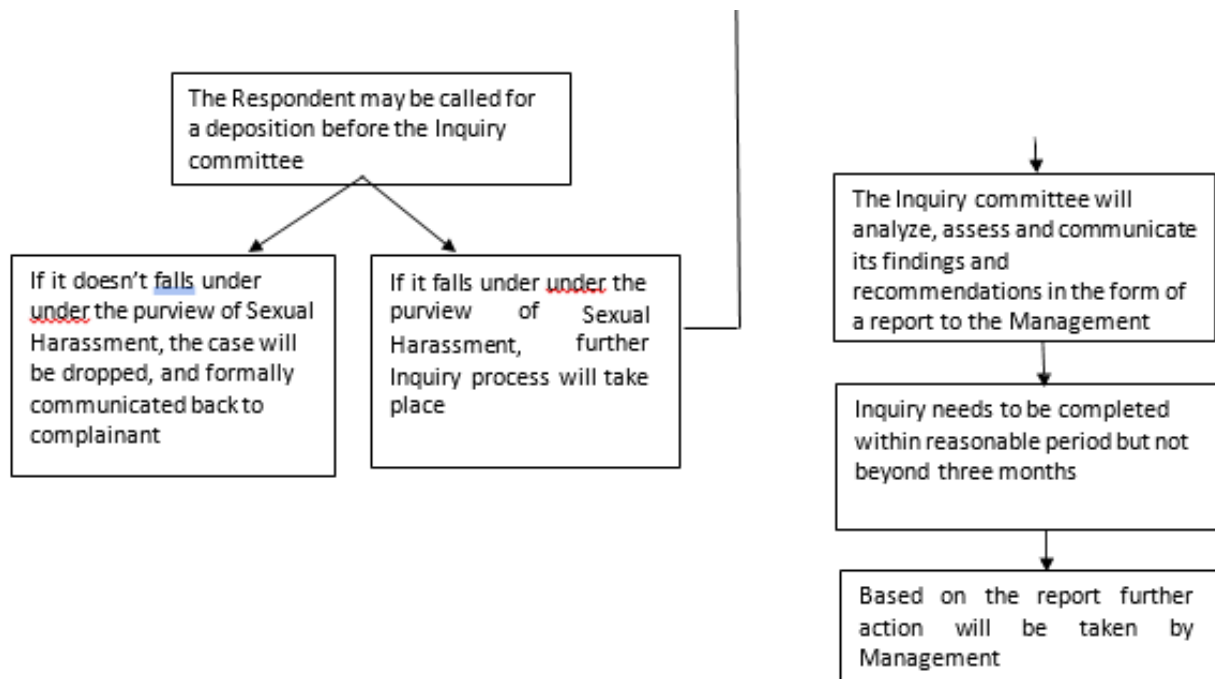 The Respondent may be called for
a deposition before the Inquiry
committee
If it doesn't falls under
under the purview of Sexual
Harassment, the case will
be dropped, and formally
communicated back to
complainant
If it falls under under the
purview of Sexual
Harassment, further
Inquiry process will take
place
The Inquiry committee will
analyze, assess and communicate
its findings and
recommendations in the form of
a report to the Management
Inquiry needs to be completed
within reasonable period but not
beyond three months
Based on the report further
action will be taken by
Management